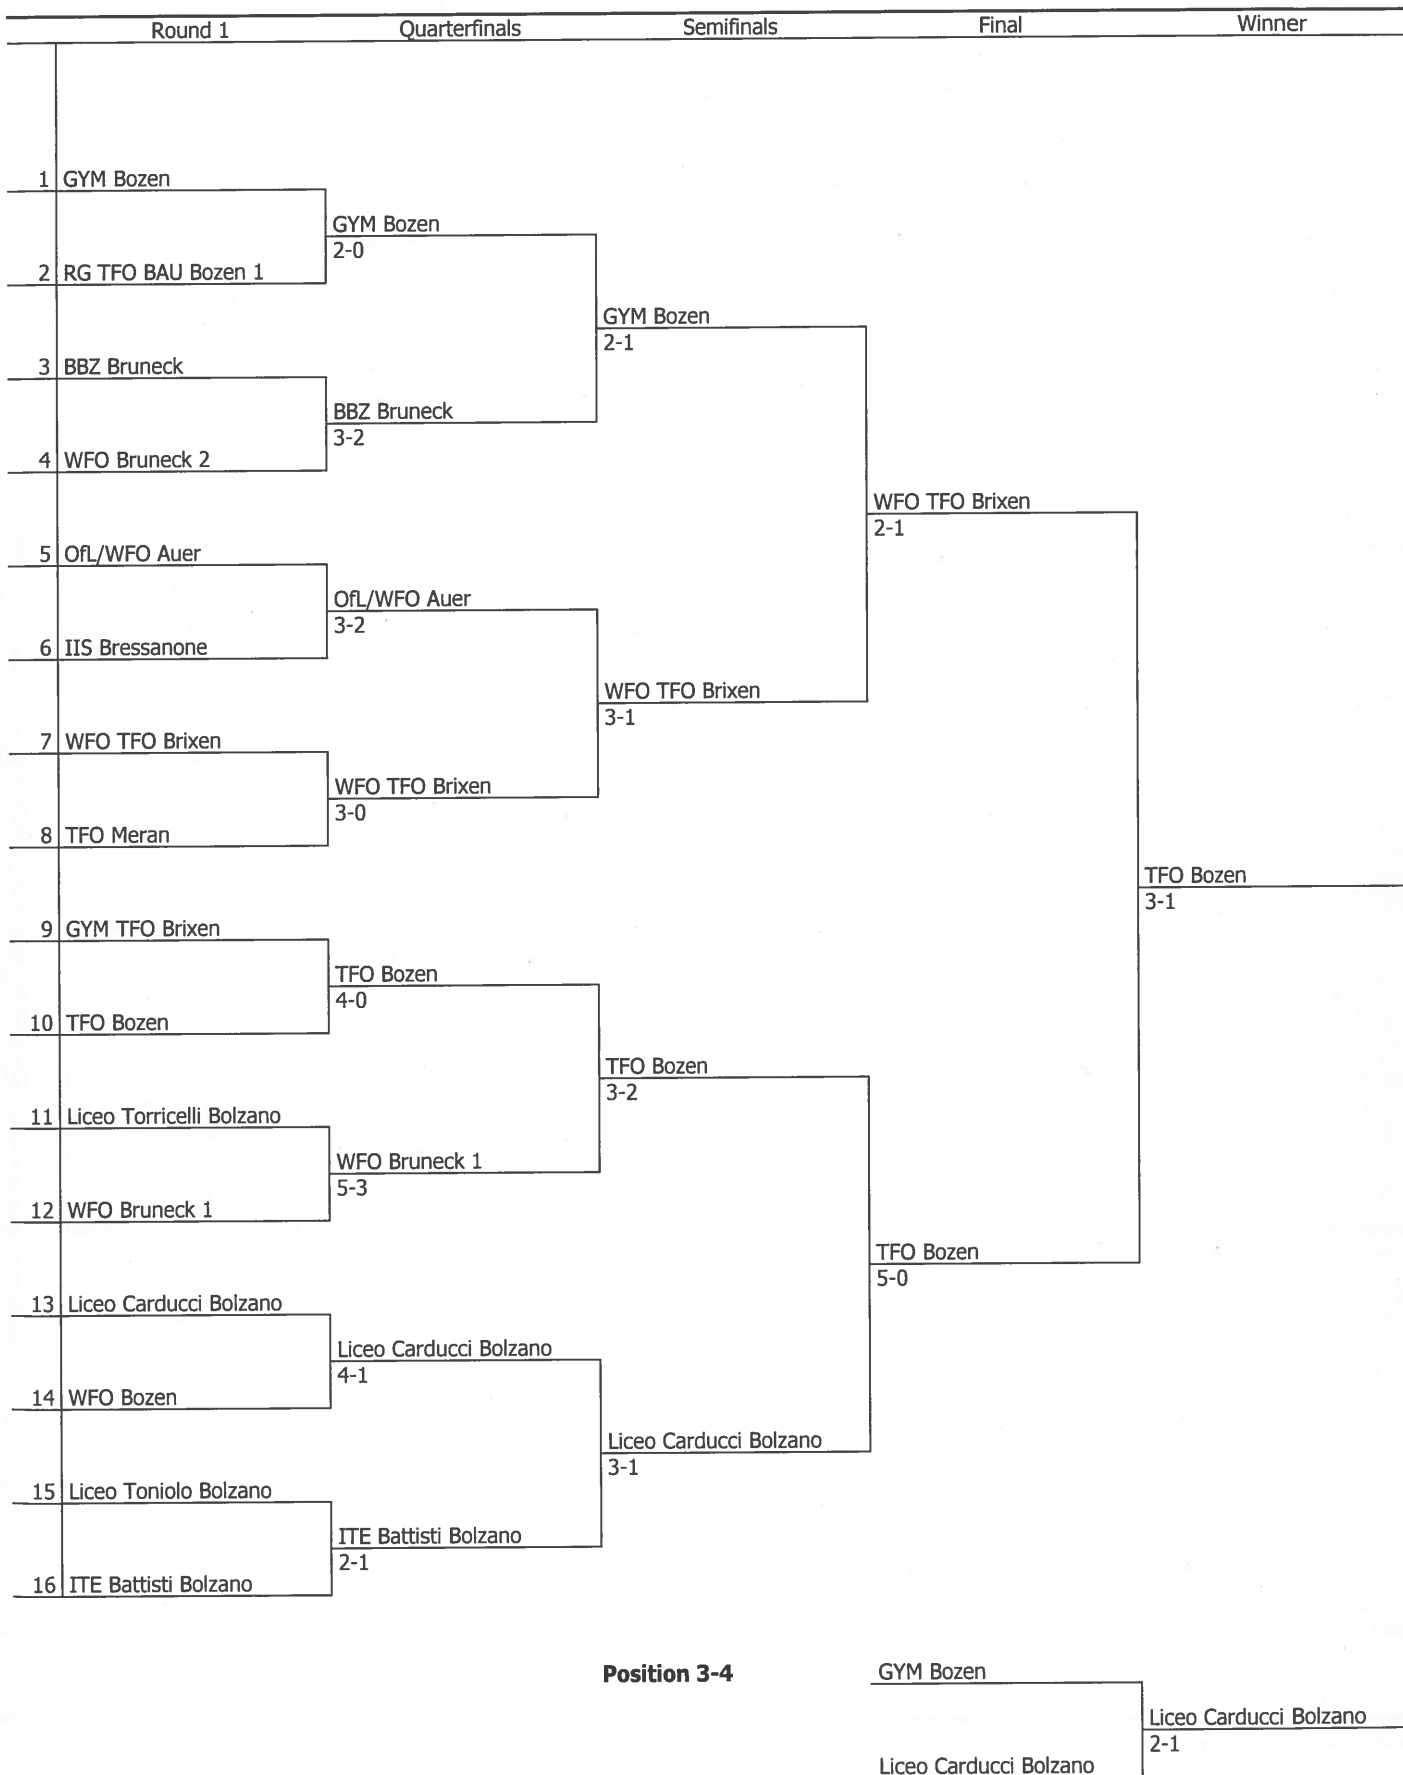 Round 1 Quarterfinals Semifinals Final Winner
1 GYM Bozen
GYM Bozen
2-0
2 RG TFO BAU Bozen 1
GYM Bozen
2-1
3 BBZ Bruneck
BBZ Bruneck
3-2
4 WFO Bruneck 2
WFO TFO Brixen
2-1
5 OfL/WFO Auer
OfL/WFO Auer
3-2
6 IIS Bressanone
WFO TFO Brixen
3-1
7 WFO TFO Brixen
WFO TFO Brixen
3-0
8 TFO Meran
TFO Bozen
3-1
9 GYM TFO Brixen
TFO Bozen
4-0
10 TFO Bozen
TFO Bozen
3-2
11 Liceo Torricelli Bolzano
WFO Bruneck 1
5-3
12 WFO Bruneck 1
TFO Bozen
5-0
13 Liceo Carducci Bolzano
Liceo Carducci Bolzano
4-1
14 WFO Bozen
Liceo Carducci Bolzano
3-1
15 Liceo Toniolo Bolzano
ITE Battisti Bolzano
2-1
16 ITE Battisti Bolzano
Position 3-4 GYM Bozen
Liceo Carducci Bolzano
2-1
Liceo Carducci Bolzano